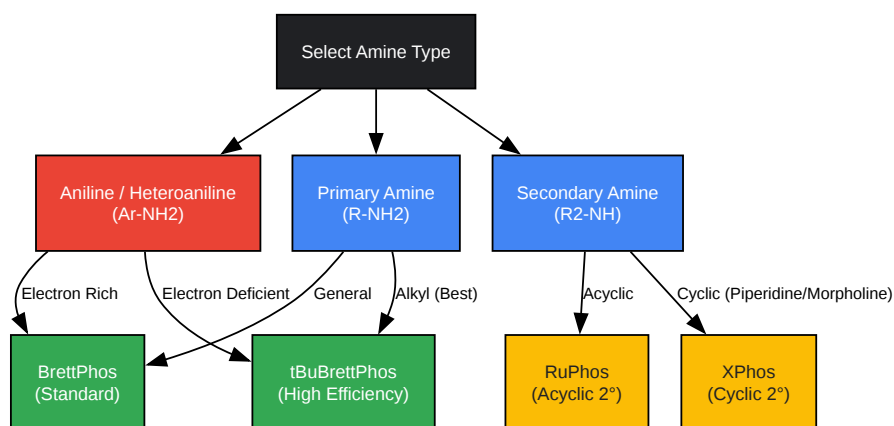 Select Amine Type
Aniline / Heteroaniline
(Ar-NH2)
Primary Amine
(R-NH2)
Secondary Amine
(R2-NH)
Electron Rich
Electron Deficient
General
Alkyl (Best)
Acyclic
Cyclic (Piperidine/Morpholine)
BrettPhos
(Standard)
tBuBrettPhos
(High Efficiency)
RuPhos
(Acyclic 2°)
XPhos
(Cyclic 2°)